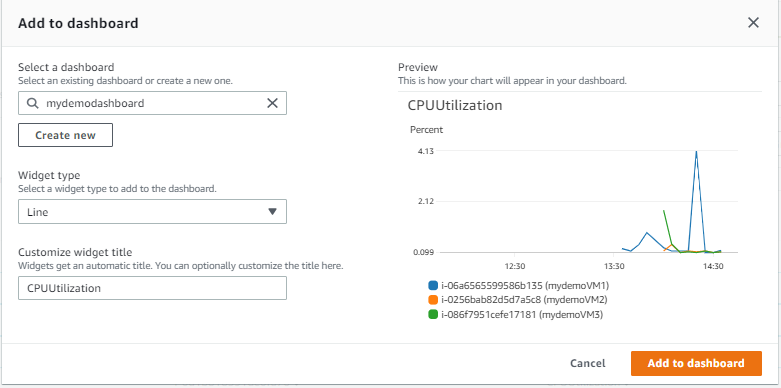 Add to dashboard
Select a dashboard
Select an existing dashboard or create a new one.
mydemodashboard
Create new
Widget type
Select a widget type to add to the dashboard.
Line
Customize widget title
Widgets get an automatic title. You can optionally customize the title here.
CPUUtilization
Preview
This is how your chart will appear in your dashboard.
CPUUtilization
Percent
4.13
2.12
0.099
12:30 13:30 14:30
i-06a6565599586b135 (mydemoVM1)
i-0256bab82d5d7a5c8 (mydemoVM2)
i-086f7951cefe17181 (mydemoVM3)
Cancel
Add to dashboard